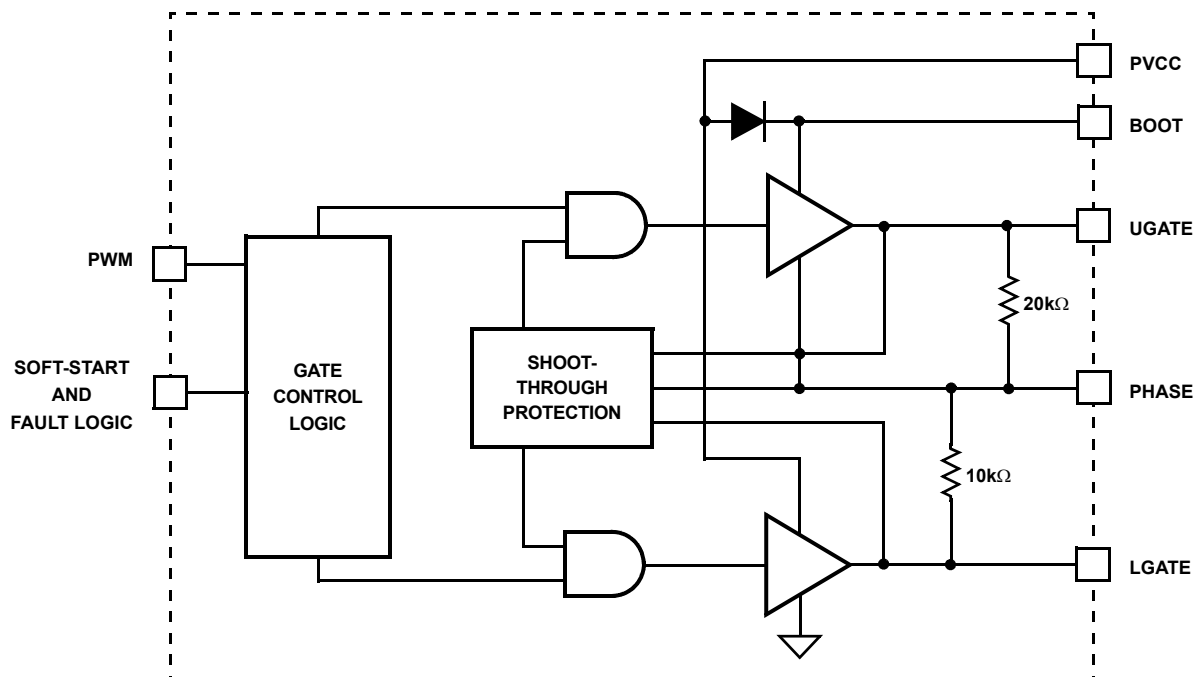 PVCC
BOOT
UGATE
PWM
20kΩ
SHOOT-
THROUGH
PROTECTION
SOFT-START
AND
FAULT LOGIC
GATE
CONTROL
LOGIC
PHASE
10kΩ
LGATE